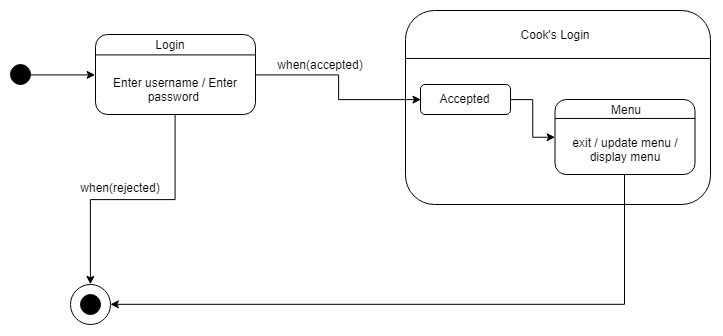 Login
Enter username / Enter
password
when(accepted)
Cook's Login
Accepted
Menu
exit / update menu /
display menu
when(rejected)